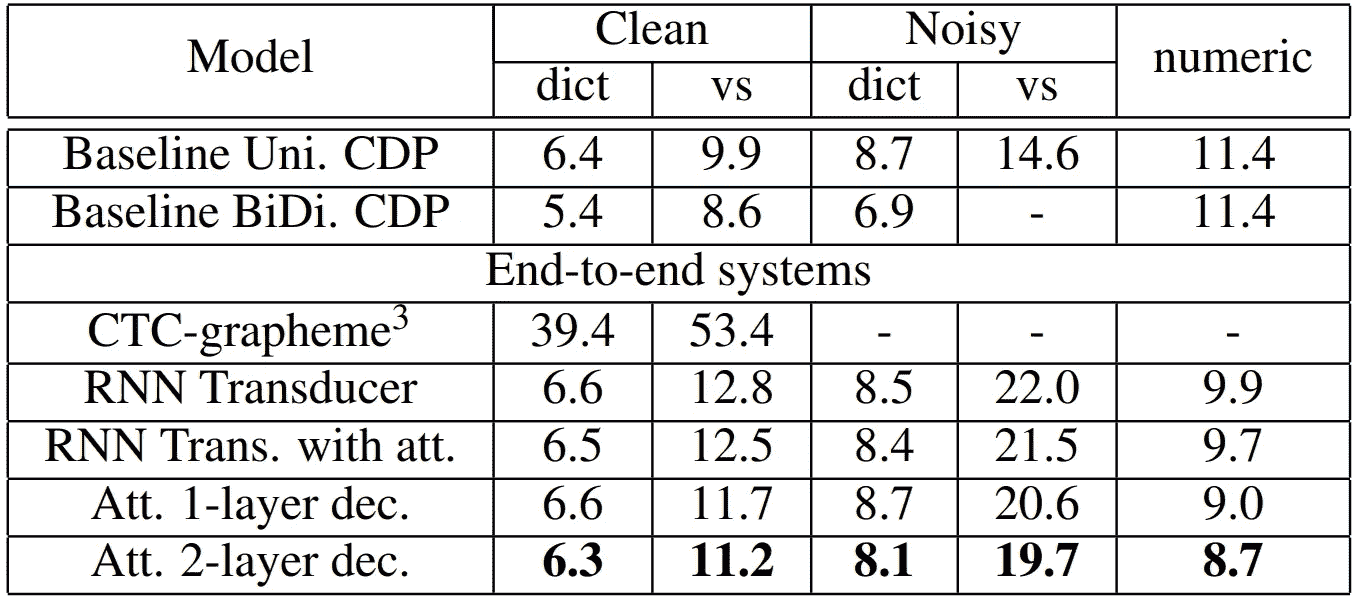 Model Clean Noisy numeric
dict vs dict vs
Baseline Uni. CDP 6.4 9.9 8.7 14.6 11.4
Baseline BiDi. CDP 5.4 8.6 6.9 - 11.4
End-to-end systems
CTC-grapheme3 39.4 53.4 - - -
RNN Transducer 6.6 12.8 8.5 22.0 9.9
RNN Trans. with att. 6.5 12.5 8.4 21.5 9.7
Att. 1-layer dec. 6.6 11.7 8.7 20.6 9.0
Att. 2-layer dec. 6.3 11.2 8.1 19.7 8.7